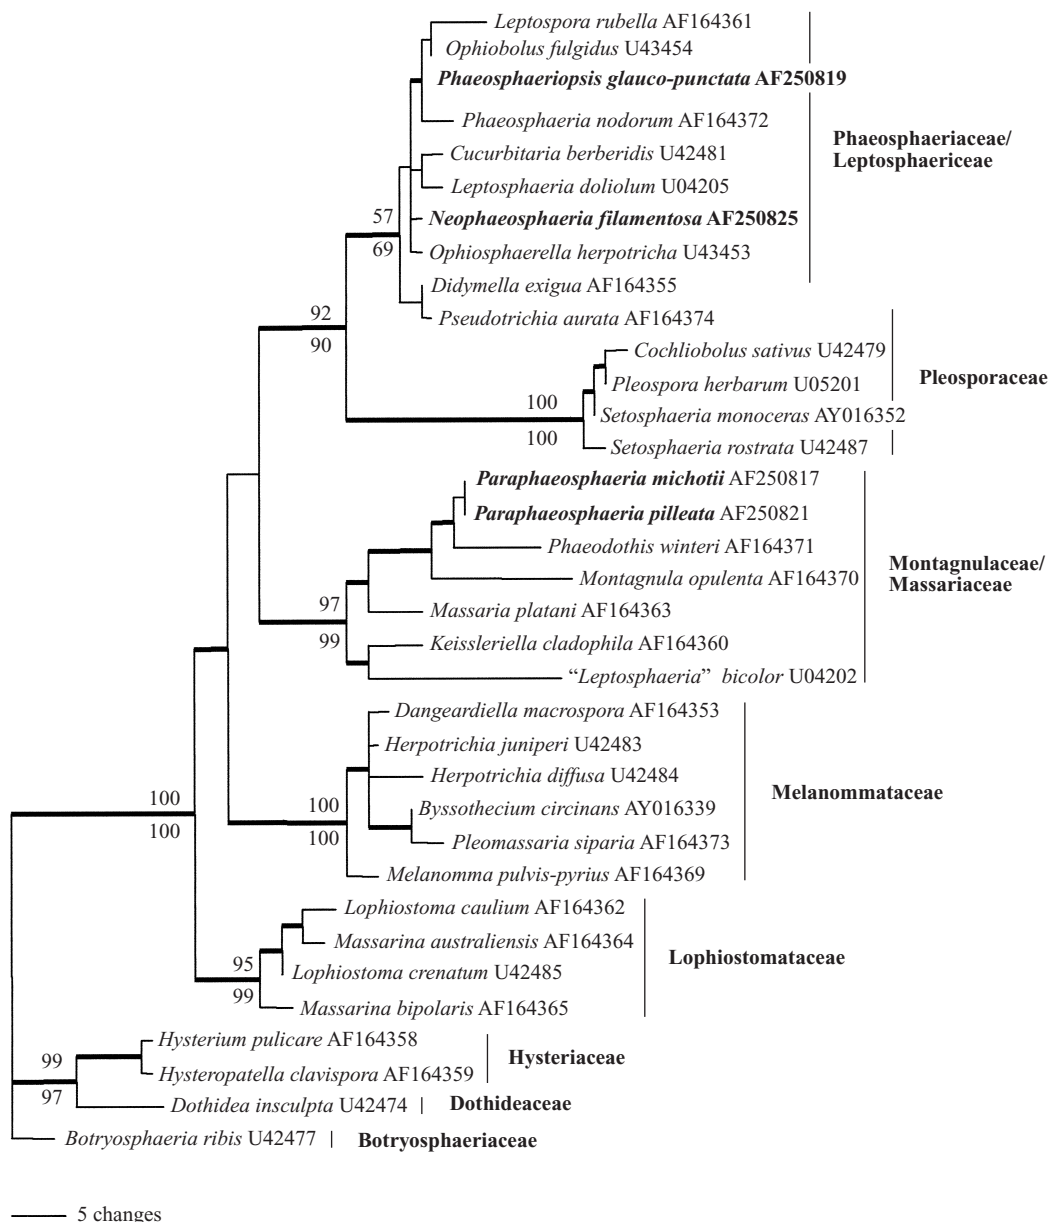 Leptospora rubella AF164361
Ophiobolus fulgidus U43454
Phaeosphaeriopsis glauco-punctata AF250819
Phaeosphaeria nodorum AF164372
Phaeosphaeriaceae/
Leptosphaericeae
Cucurbitaria berberidis U42481
Leptosphaeria doliolum U04205
57
Neophaeosphaeria filamentosa AF250825
69
Ophiosphaerella herpotricha U43453
Didymella exigua AF164355
92
Pseudotrichia aurata AF164374
90
Cochliobolus sativus U42479
Pleosporaceae
Pleospora herbarum U05201
100
Setosphaeria monoceras AY016352
100
Setosphaeria rostrata U42487
Paraphaeosphaeria michotii AF250817
Paraphaeosphaeria pilleata AF250821
Phaeodothis winteri AF164371
Montagnulaceae/
Massariaceae
Montagnula opulenta AF164370
97
Massaria platani AF164363
99
Keissleriella cladophila AF164360
“Leptosphaeria” bicolor U04202
Dangeardiella macrospora AF164353
Herpotrichia juniperi U42483
Herpotrichia diffusa U42484
Melanommataceae
100
100
Byssothecium circinans AY016339
100
100
Pleomassaria siparia AF164373
Melanomma pulvis-pyrius AF164369
Lophiostoma caulium AF164362
Massarina australiensis AF164364
Lophiostomataceae
95
Lophiostoma crenatum U42485
99
Massarina bipolaris AF164365
Hysterium pulicare AF164358
Hysteriaceae
99
Hysteropatella clavispora AF164359
97
Dothidea insculpta U42474
Dothideaceae
Botryosphaeria ribis U42477
Botryosphaeriaceae
5 changes